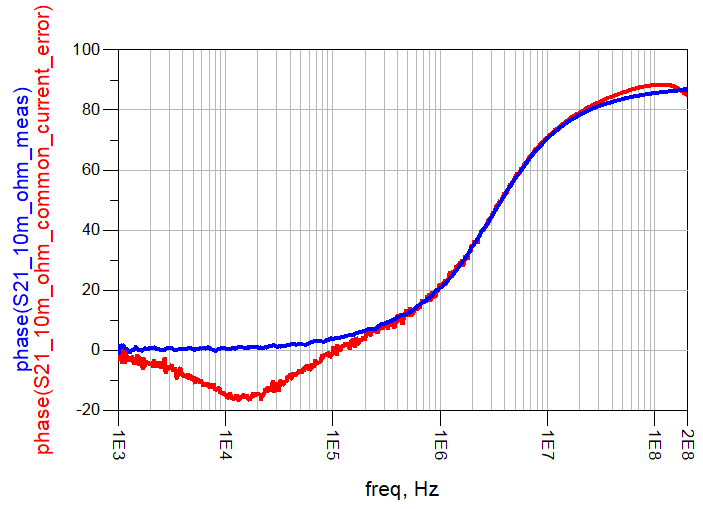 phase(S21_10m_ohm_meas)
phase(S21_10m_ohm_common_current_error)
100
80
60
40
20
0
-20
1E3
1E4
1E5
1E6
1E7
1E8
2E8
freq, Hz